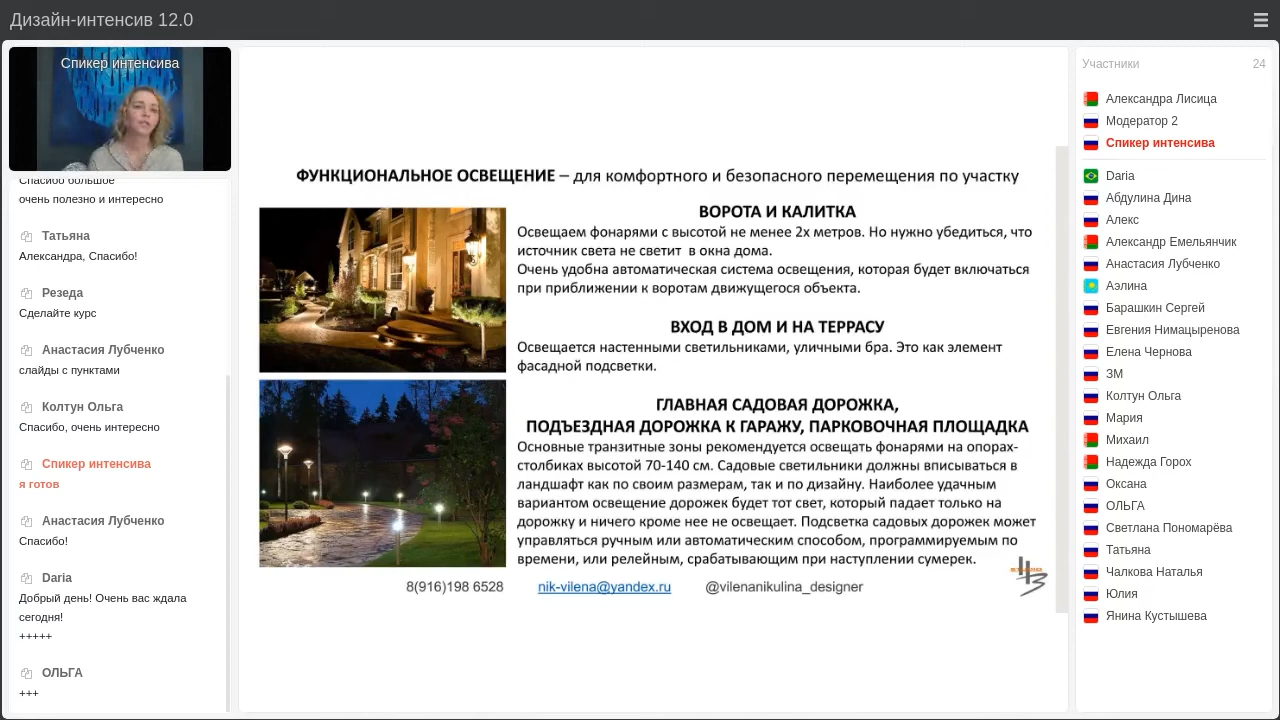 Дизайн-интенсив 12.0
Спикер интенсива
Спасибо большое
очень полезно и интересно
Татьяна
Александра, Спасибо!
Резеда
Сделайте курс
Анастасия Лубченко
слайды с пунктами
Колтун Ольга
Спасибо, очень интересно
Спикер интенсива
я готов
Анастасия Лубченко
Спасибо!
Daria
Добрый день! Очень вас ждала
сегодня!
+++++
ОЛЬГА
+++
ФУНКЦИОНАЛЬНОЕ ОСВЕЩЕНИЕ – для комфортного и безопасного перемещения по участку
ВОРОТА И КАЛИТКА
Освещаем фонарями с высотой не менее 2х метров. Но нужно убедиться, что
источник света не светит в окна дома.
Очень удобна автоматическая система освещения, которая будет включаться
при приближении к воротам движущегося объекта.
ВХОД В ДОМ И НА ТЕРРАСУ
Освещается настенными светильниками, уличными бра. Это как элемент
фасадной подсветки.
ГЛАВНАЯ САДОВАЯ ДОРОЖКА,
ПОДЪЕЗДНАЯ ДОРОЖКА К ГАРАЖУ, ПАРКОВОЧНАЯ ПЛОЩАДКА
Основные транзитные зоны рекомендуется освещать фонарями на опорах-
столбиках высотой 70-140 см. Садовые светильники должны вписываться в
ландшафт как по своим размерам, так и по дизайну. Наиболее удачным
вариантом освещение дорожек будет тот свет, который падает только на
дорожку и ничего кроме нее не освещает. Подсветка садовых дорожек может
управляться ручным или автоматическим способом, программируемым по
времени, или релейным, срабатывающим при наступлении сумерек.
8(916)198 6528 nik-vilena@yandex.ru @vilenanikulina_designer
Участники 24
Александра Лисица
Модератор 2
Спикер интенсива
Daria
Абдулина Дина
Алекс
Александр Емельянчик
Анастасия Лубченко
Аэлина
Барашкин Сергей
Евгения Нимацыренова
Елена Чернова
ЗМ
Колтун Ольга
Мария
Михаил
Надежда Горох
Оксана
ОЛЬГА
Светлана Пономарёва
Татьяна
Чалкова Наталья
Юлия
Янина Кустышева